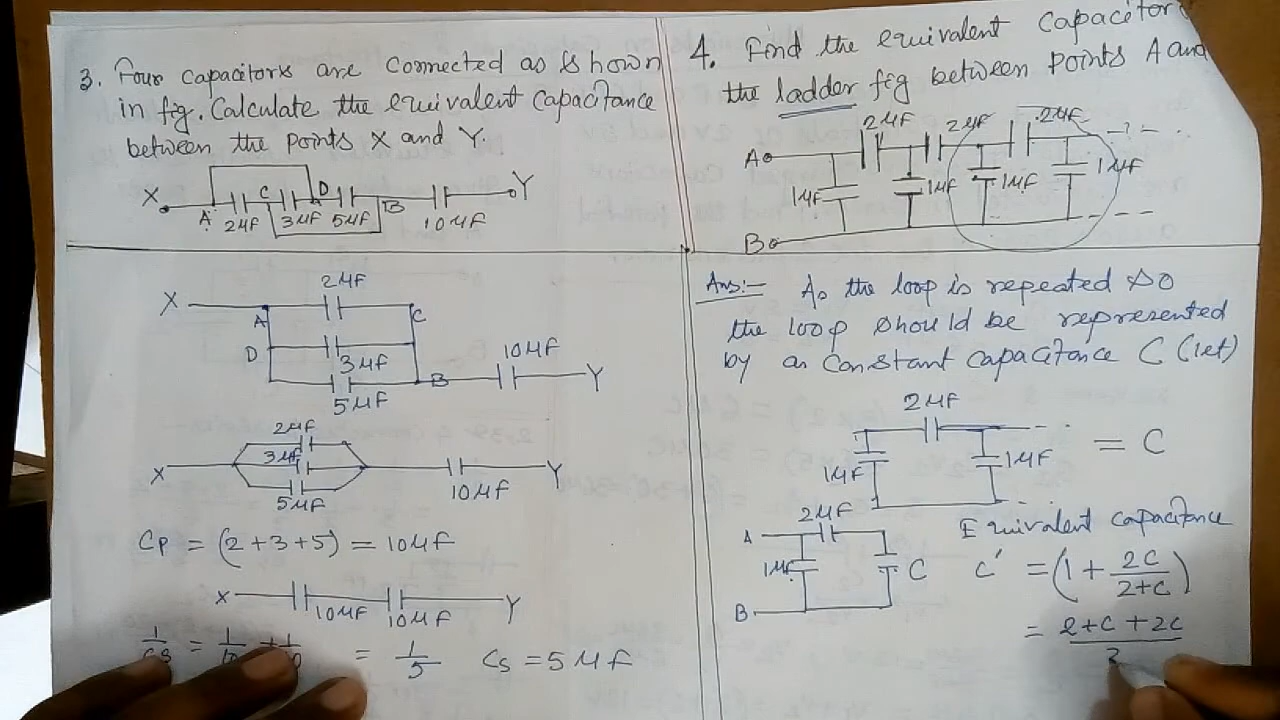 3. Four capacitors are connected as shown
in fig. Calculate the equivalent capacitance
between the points X and Y.
X A 2μF C 3μF D 5μF B 10μF Y
X 2μF
A C
D 3μF 10μF
5μF B Y
2μF
X 3μF Y
5μF 10μF
Cp = (2+3+5) = 10μF
X 10μF 10μF Y
= 1/5 Cs = 5μF
4. Find the equivalent capacitor
the ladder fig between points A and
2μF 2μF 2μF
A
1μF 1μF 1μF 1μF
B
Ans:- As the loop is repeated so
the loop should be represented
by a constant capacitance C (let)
2μF
1μF 1μF = C
2μF Equivalent capacitance
A 1μF C C' = (1 + 2C/2+C)
B
= 2+C+2C